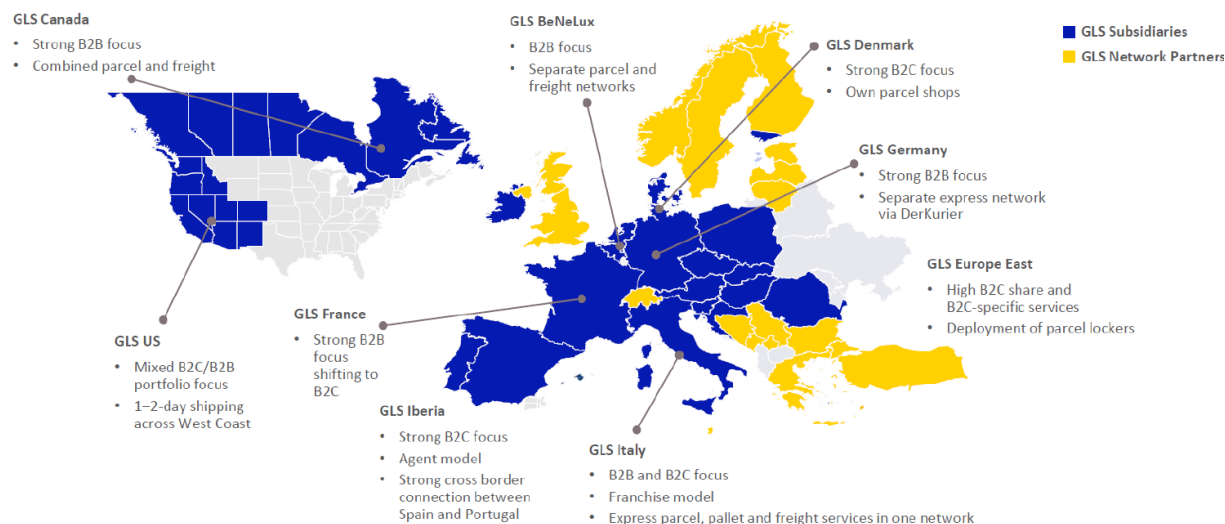 GLS Canada
• Strong B2B focus
• Combined parcel and freight
GLS BeNeLux
• B2B focus
• Separate parcel and
freight networks
GLS Denmark
• Strong B2C focus
• Own parcel shops
GLS Subsidiaries
GLS Network Partners
GLS Germany
• Strong B2B focus
• Separate express network
via DerKurier
GLS Europe East
• High B2C share and
B2C-specific services
• Deployment of parcel lockers
GLS US
• Mixed B2C/B2B
portfolio focus
• 1–2-day shipping
across West Coast
GLS France
• Strong B2B
focus
shifting to
B2C
GLS Iberia
• Strong B2C focus
• Agent model
• Strong cross border
connection between
Spain and Portugal
GLS Italy
• B2B and B2C focus
• Franchise model
• Express parcel, pallet and freight services in one network